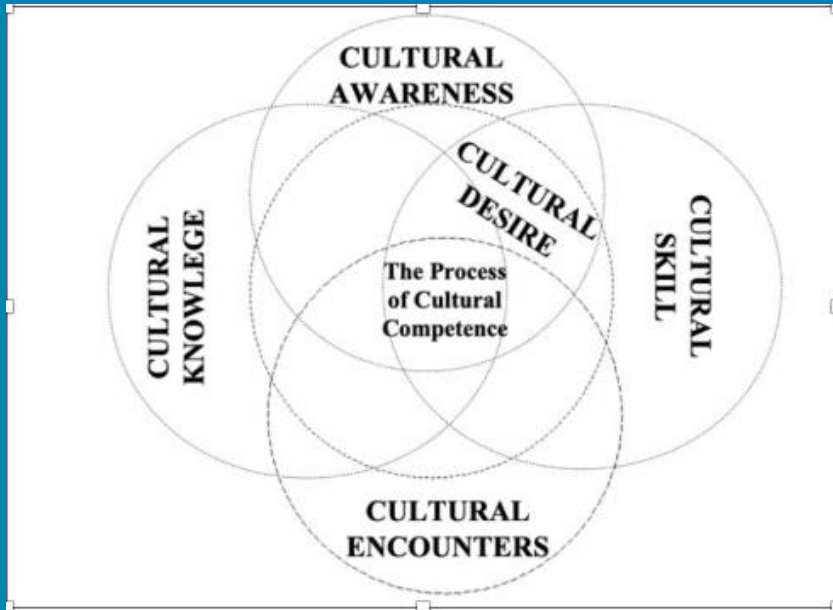 CULTURAL
AWARENESS
CULTURAL
DESIRE
CULTURAL
KNOWLEGE
The Process
of Cultural
Competence
CULTURAL
SKILL
CULTURAL
ENCOUNTERS